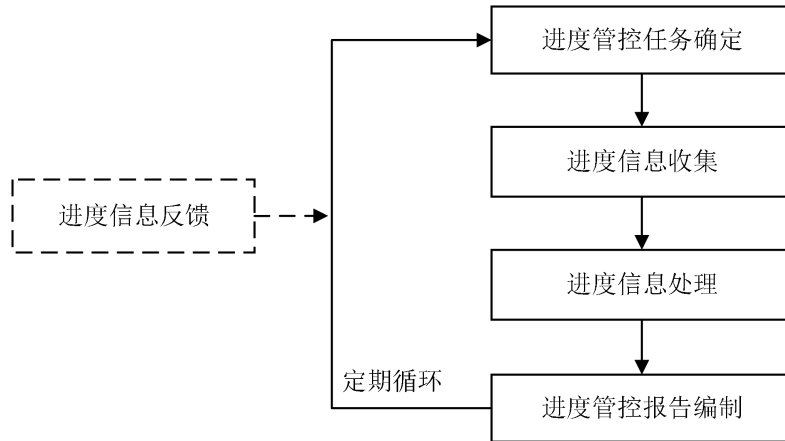 进度管控任务确定
进度信息收集
进度信息反馈
进度信息处理
定期循环
进度管控报告编制